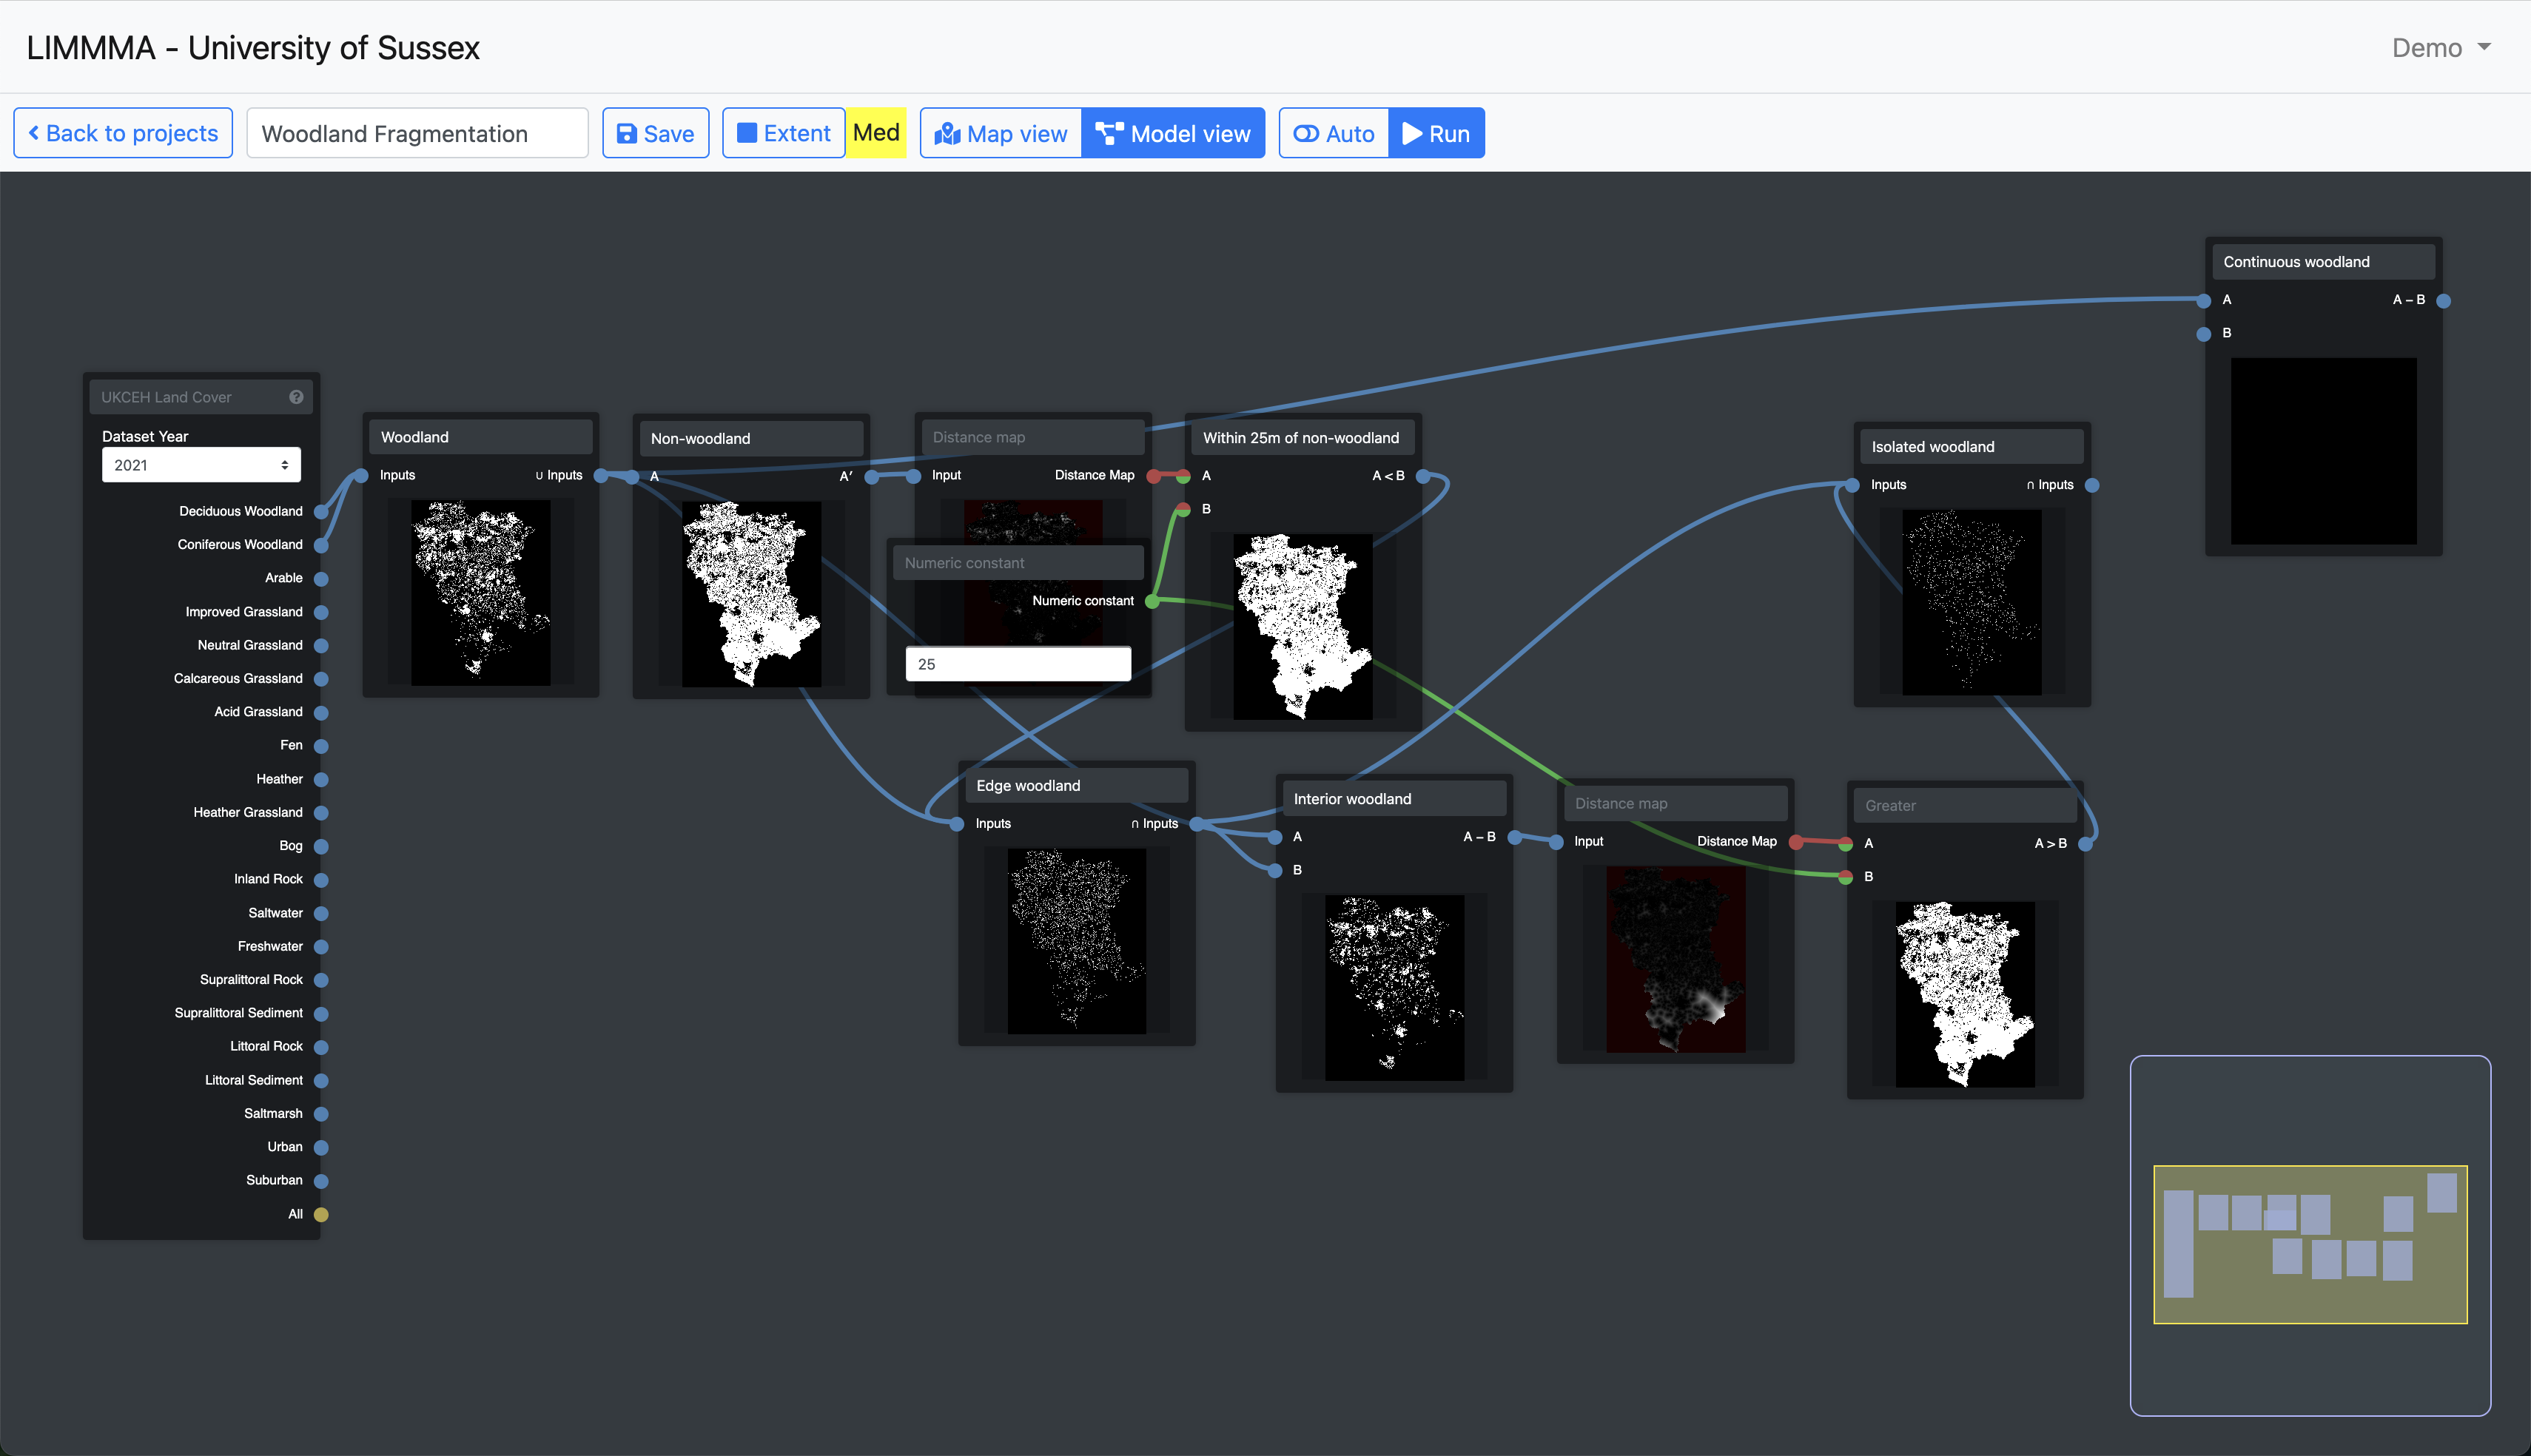 LIMMMA - University of Sussex
Demo
Back to projects
Woodland Fragmentation
Save
Extent
Med
Map view
Model view
Auto
Run
UKCEH Land Cover
Dataset Year
2021
Deciduous Woodland
Coniferous Woodland
Arable
Improved Grassland
Neutral Grassland
Calcareous Grassland
Acid Grassland
Fen
Heather
Heather Grassland
Bog
Inland Rock
Saltwater
Freshwater
Supralittoral Rock
Supralittoral Sediment
Littoral Rock
Littoral Sediment
Saltmarsh
Urban
Suburban
All
Woodland
Inputs
∪ Inputs
Non-woodland
A
A′
Distance map
Input
Distance Map
Numeric constant
Numeric constant
25
Within 25m of non-woodland
A
A < B
B
Edge woodland
Inputs
∩ Inputs
Interior woodland
A
A − B
B
Distance map
Input
Distance Map
Greater
A
A > B
B
Isolated woodland
Inputs
∩ Inputs
Continuous woodland
A
A − B
B